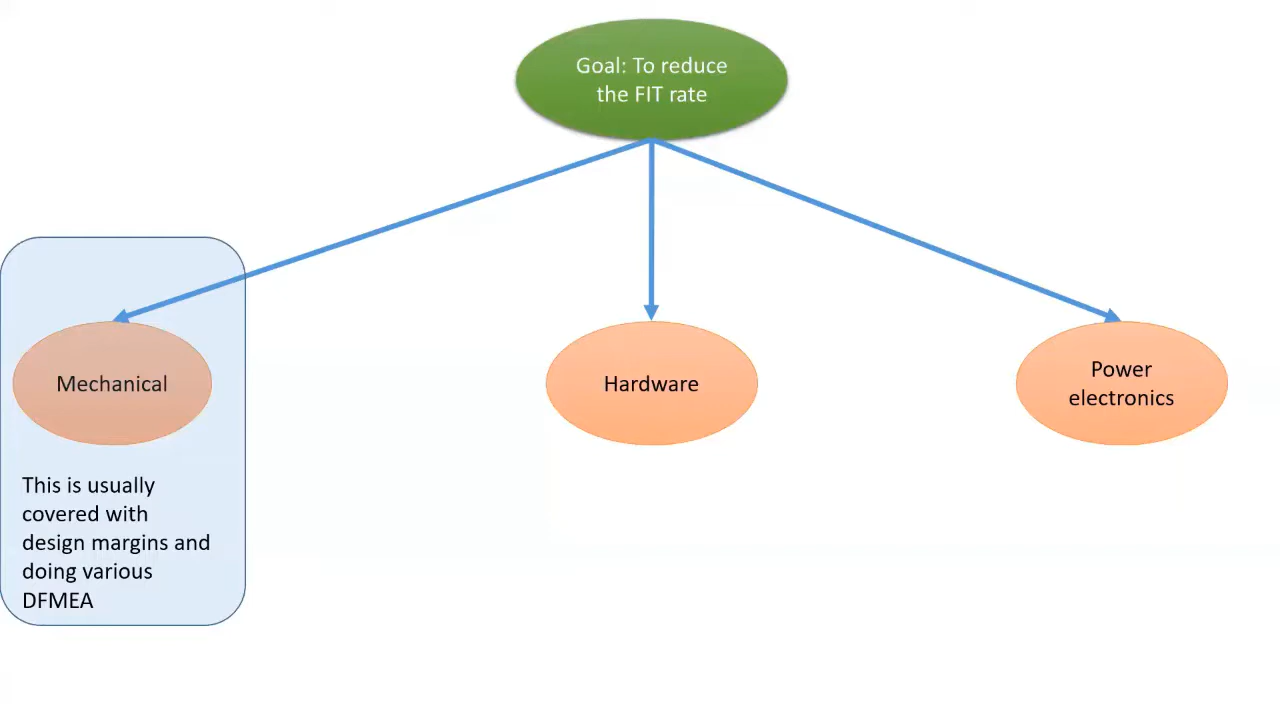 Goal: To reduce
the FIT rate
Mechanical
Hardware
Power
electronics
This is usually
covered with
design margins and
doing various
DFMEA